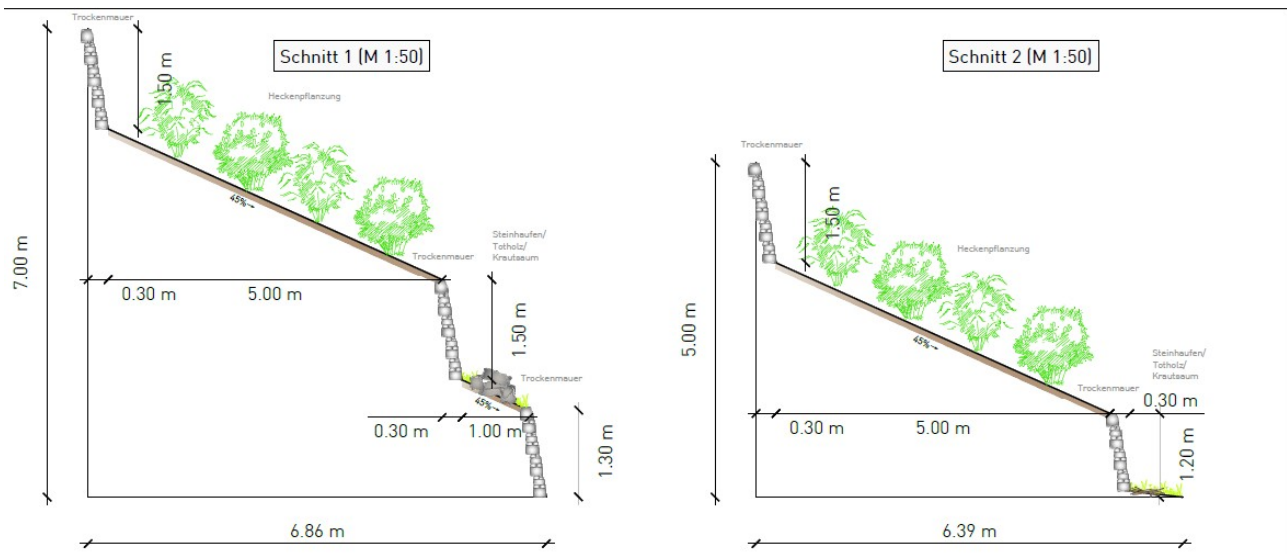 Trockenmauer
Schnitt 1 (M 1:50)
1.50 m
Heckenpflanzung
45%→
7.00 m
Steinhaufen/
Totholz/
Krautsaum
Trockenmauer
0.30 m
5.00 m
1.50 m
Trockenmauer
45%→
0.30 m
1.00 m
1.30 m
6.86 m
Schnitt 2 (M 1:50)
Trockenmauer
1.50 m
Heckenpflanzung
45%→
5.00 m
Steinhaufen/
Totholz/
Krautsaum
Trockenmauer
0.30 m
0.30 m
5.00 m
1.20 m
6.39 m